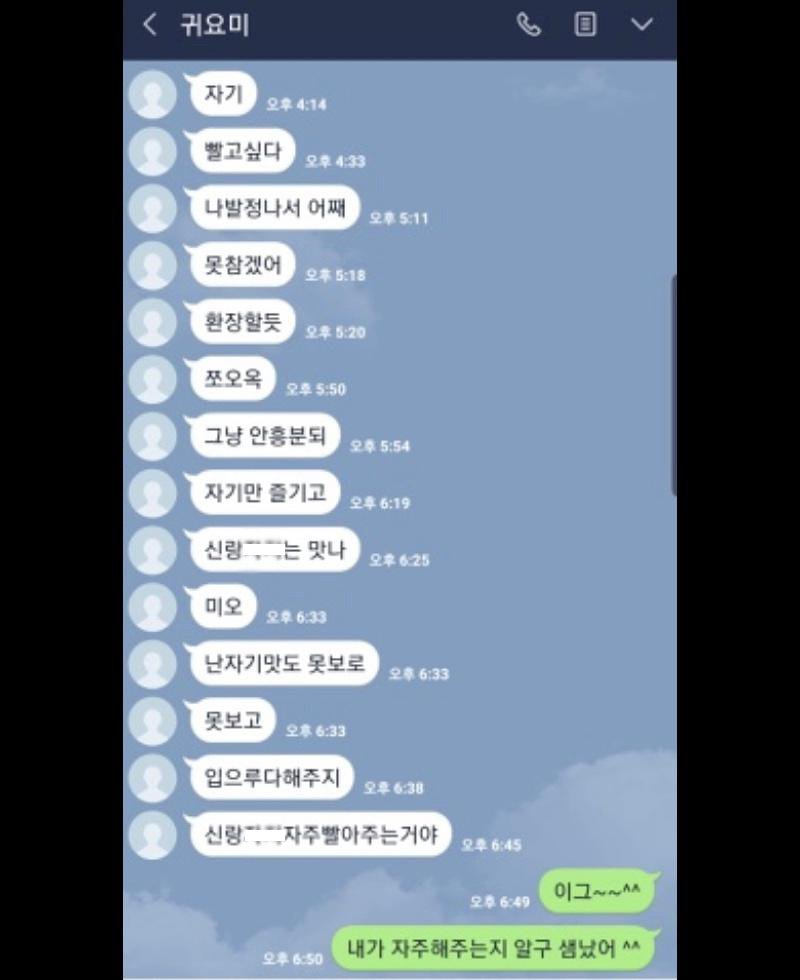 귀요미
자기 오후 4:14
빨고싶다 오후 4:33
나발정나서 어째 오후 5:11
못참겠어 오후 5:18
환장할듯 오후 5:20
쪼오옥 오후 5:50
그냥 안흥분되 오후 5:54
자기만 즐기고 오후 6:19
신랑 는 맛나 오후 6:25
미오 오후 6:33
난자기맛도 못보로 오후 6:33
못보고 오후 6:33
입으루다해주지 오후 6:38
신랑 자주빨아주는거야 오후 6:45
오후 6:49 이그~~^^
오후 6:50 내가 자주해주는지 알구 샘났어 ^^